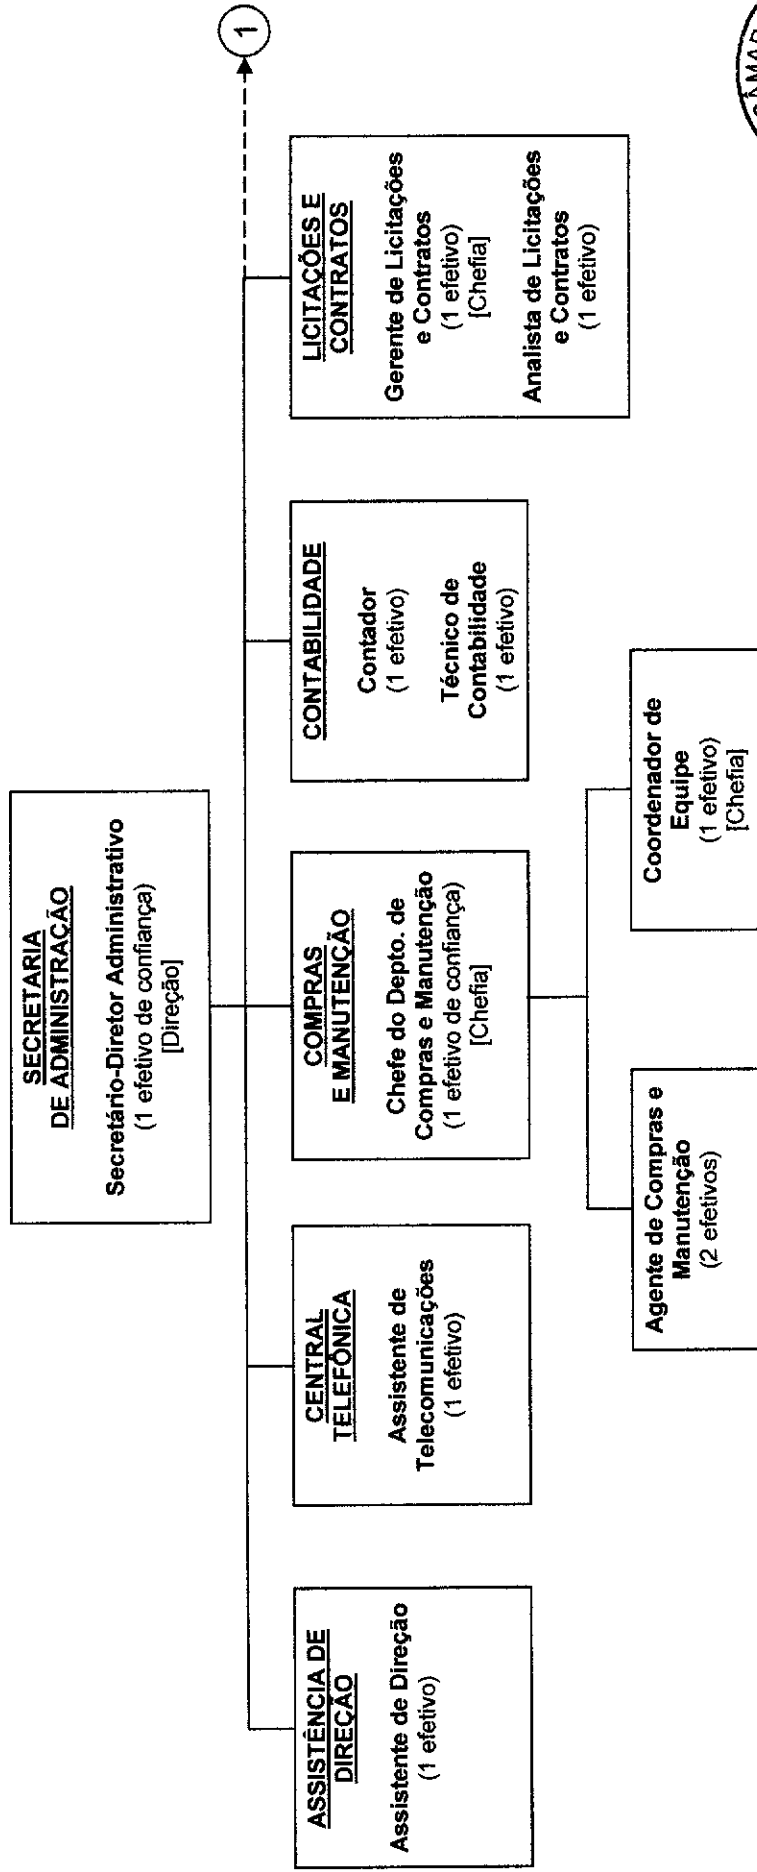 SECRETARIA
DE ADMINISTRAÇÃO
Secretário-Diretor Administrativo
(1 efetivo de confiança)
[Direção]
1
ASSISTÊNCIA DE
DIREÇÃO
Assistente de Direção
(1 efetivo)
CENTRAL
TELEFÔNICA
Assistente de
Telecomunicações
(1 efetivo)
COMPRAS
E MANUTENÇÃO
Chefe do Depto. de
Compras e Manutenção
(1 efetivo de confiança)
[Chefia]
CONTABILIDADE
Contador
(1 efetivo)
Técnico de
Contabilidade
(1 efetivo)
LICITAÇÕES E
CONTRATOS
Gerente de Licitações
e Contratos
(1 efetivo)
[Chefia]
Analista de Licitações
e Contratos
(1 efetivo)
Agente de Compras e
Manutenção
(2 efetivos)
Coordenador de
Equipe
(1 efetivo)
[Chefia]